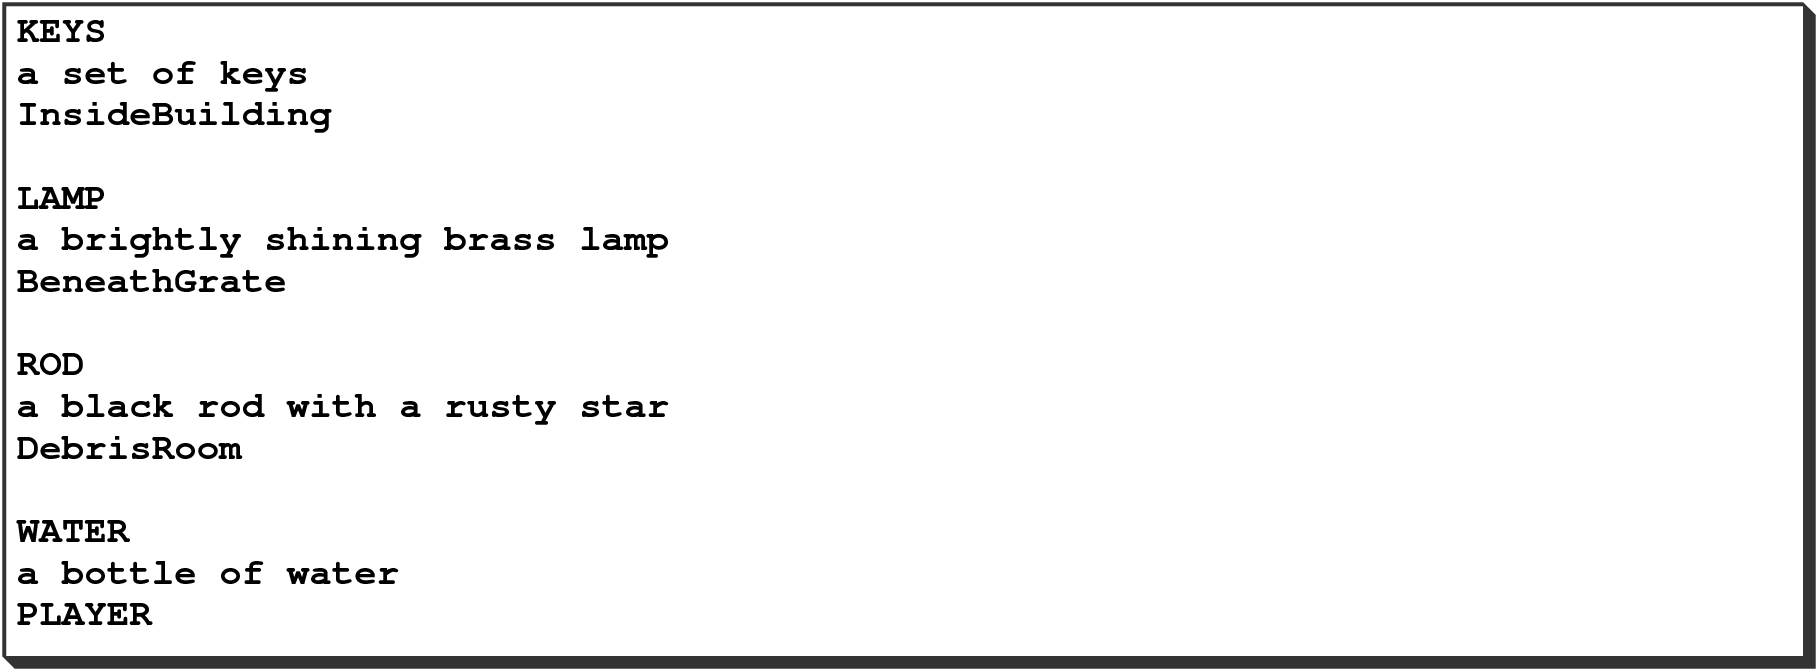 KEYS
a set of keys
InsideBuilding

LAMP
a brightly shining brass lamp
BeneathGrate

ROD
a black rod with a rusty star
DebrisRoom

WATER
a bottle of water
PLAYER